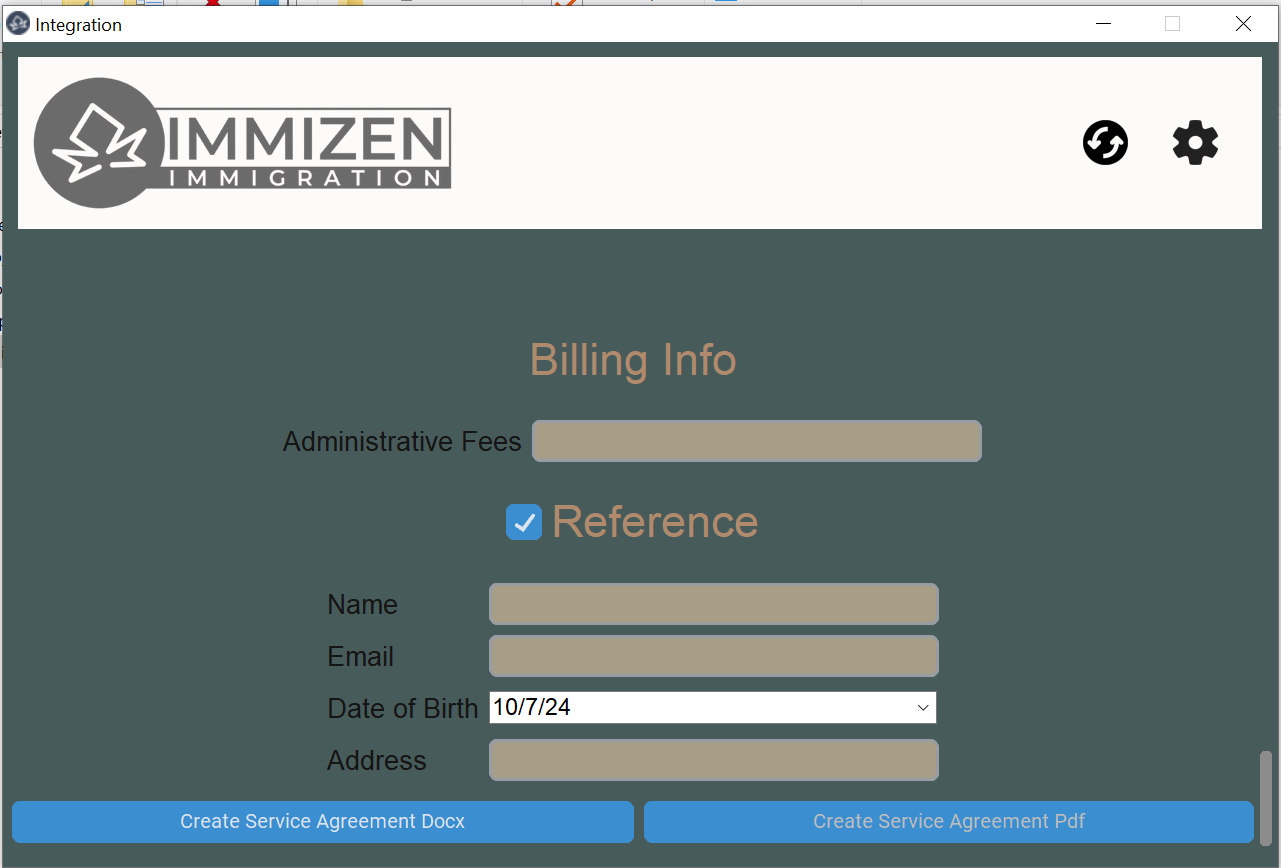 Integration
IMMIZEN
IMMIGRATION
Billing Info
Administrative Fees
Reference
Name
Email
Date of Birth 10/7/24
Address
Create Service Agreement Docx Create Service Agreement Pdf